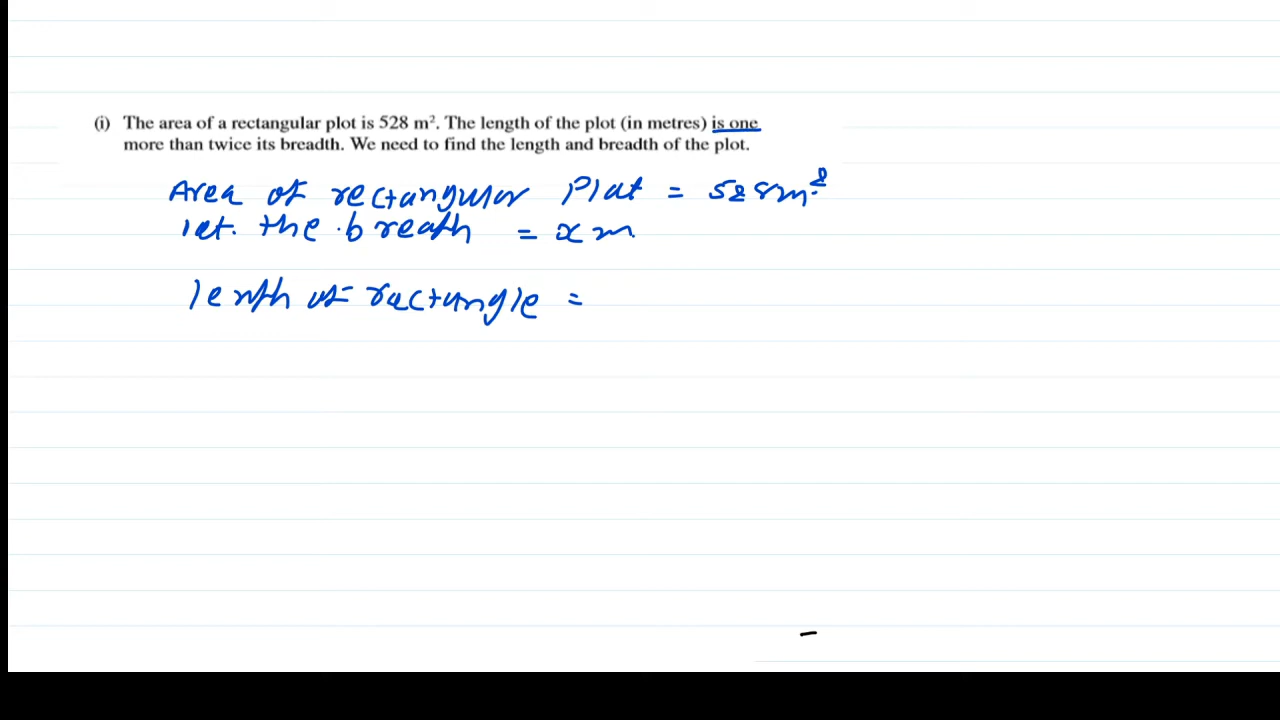 (i) The area of a rectangular plot is 528 m². The length of the plot (in metres) is one
more than twice its breadth. We need to find the length and breadth of the plot.
Area of rectangular Plat = 528m²
let. the breath = x m
lenth of rectangle =